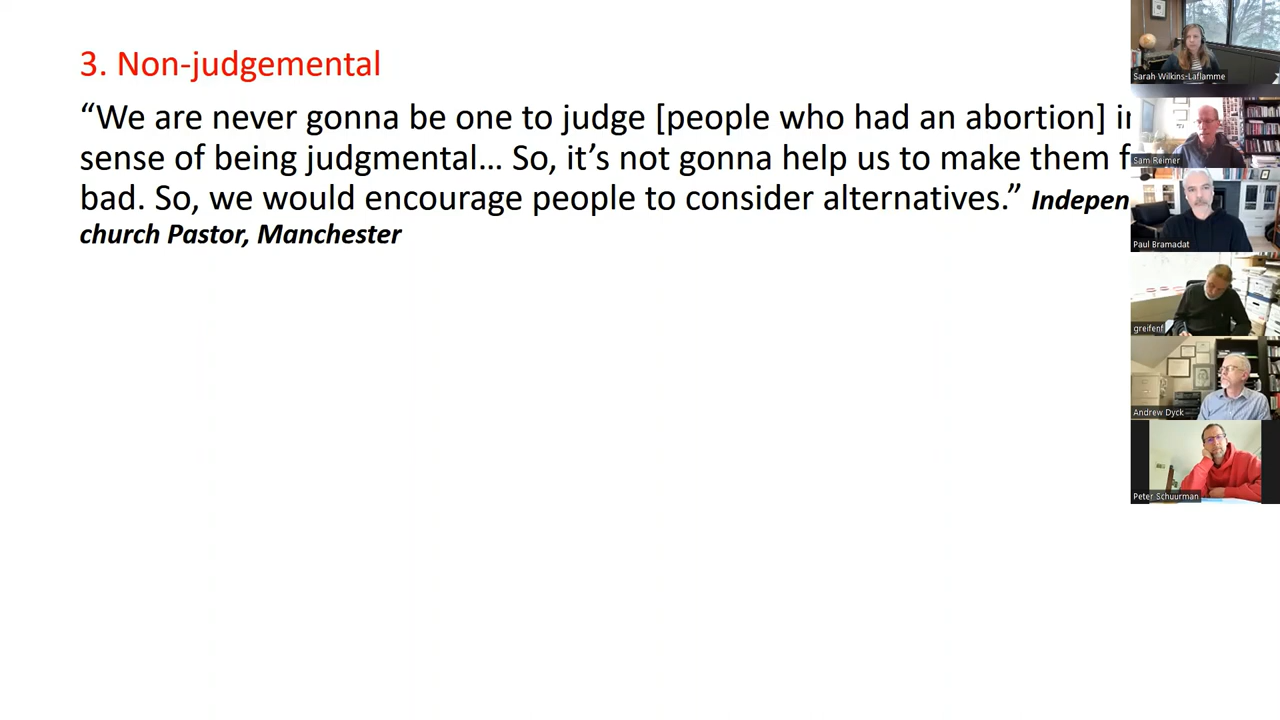 3. Non-judgemental
“We are never gonna be one to judge [people who had an abortion]
sense of being judgmental… So, it’s not gonna help us to make them
bad. So, we would encourage people to consider alternatives.”
church Pastor, Manchester
Sarah Wilkins-Laflamme
Sam Reimer
Paul Bramadat
greifenf
Andrew Dyck
Peter Schuurman